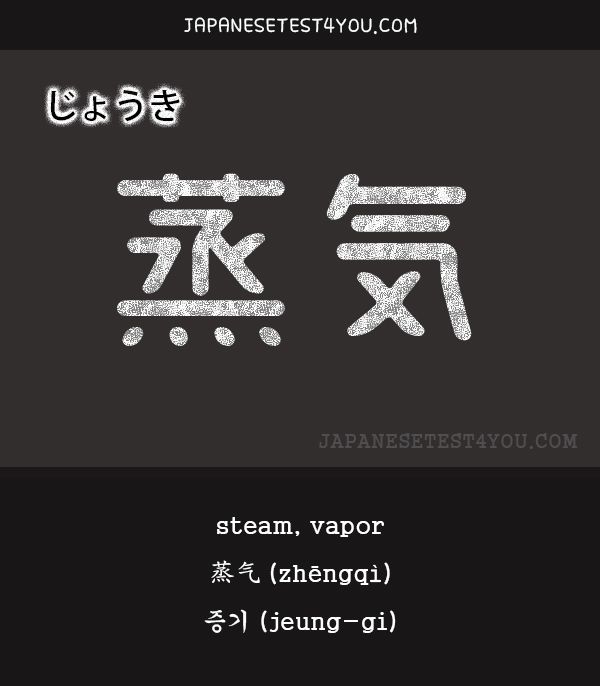 JAPANESETEST4YOU.COM
じょうき
蒸気
JAPANESETEST4YOU.COM
steam, vapor
蒸气 (zhēngqì)
증기 (jeung-gi)